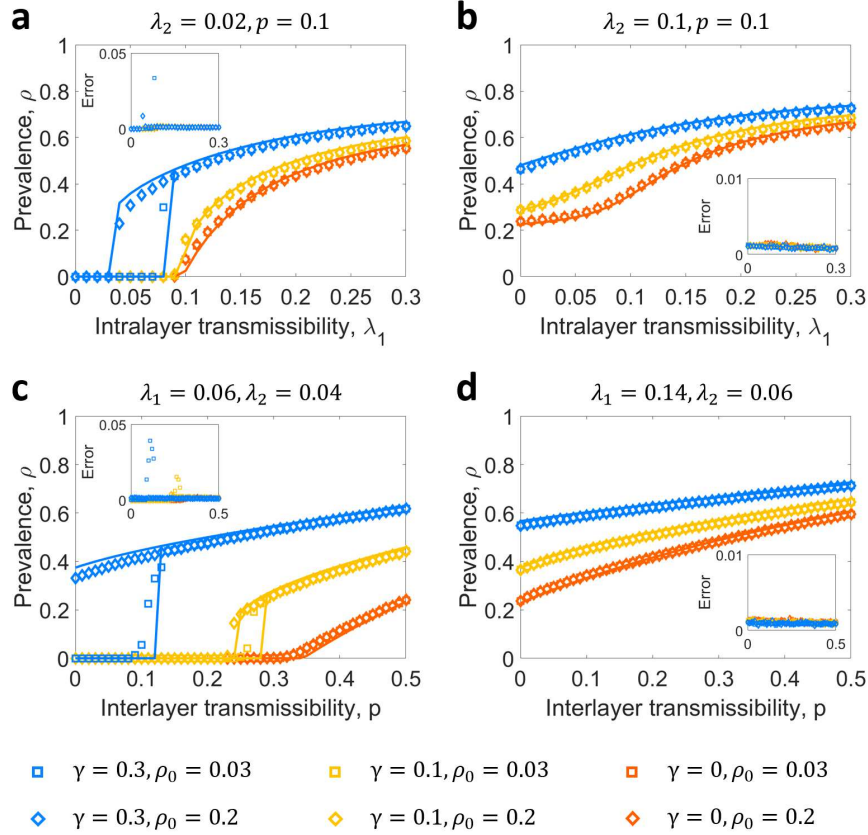 a
λ₂ = 0.02, p = 0.1
Prevalence, ρ
1
0.8
0.6
0.4
0.2
0
0
0.05
0.1
0.15
0.2
0.25
0.3
Intralayer transmissibility, λ₁
Error
0.05
0
0
0.3
b
λ₂ = 0.1, p = 0.1
Prevalence, ρ
1
0.8
0.6
0.4
0.2
0
0
0.05
0.1
0.15
0.2
0.25
0.3
Intralayer transmissibility, λ₁
Error
0.01
0
0
0.3
c
λ₁ = 0.06, λ₂ = 0.04
Prevalence, ρ
1
0.8
0.6
0.4
0.2
0
0
0.1
0.2
0.3
0.4
0.5
Interlayer transmissibility, p
Error
0.05
0
0
0.5
d
λ₁ = 0.14, λ₂ = 0.06
Prevalence, ρ
1
0.8
0.6
0.4
0.2
0
0
0.1
0.2
0.3
0.4
0.5
Interlayer transmissibility, p
Error
0.01
0
0
0.5
γ = 0.3, ρ₀ = 0.03
γ = 0.1, ρ₀ = 0.03
γ = 0, ρ₀ = 0.03
γ = 0.3, ρ₀ = 0.2
γ = 0.1, ρ₀ = 0.2
γ = 0, ρ₀ = 0.2